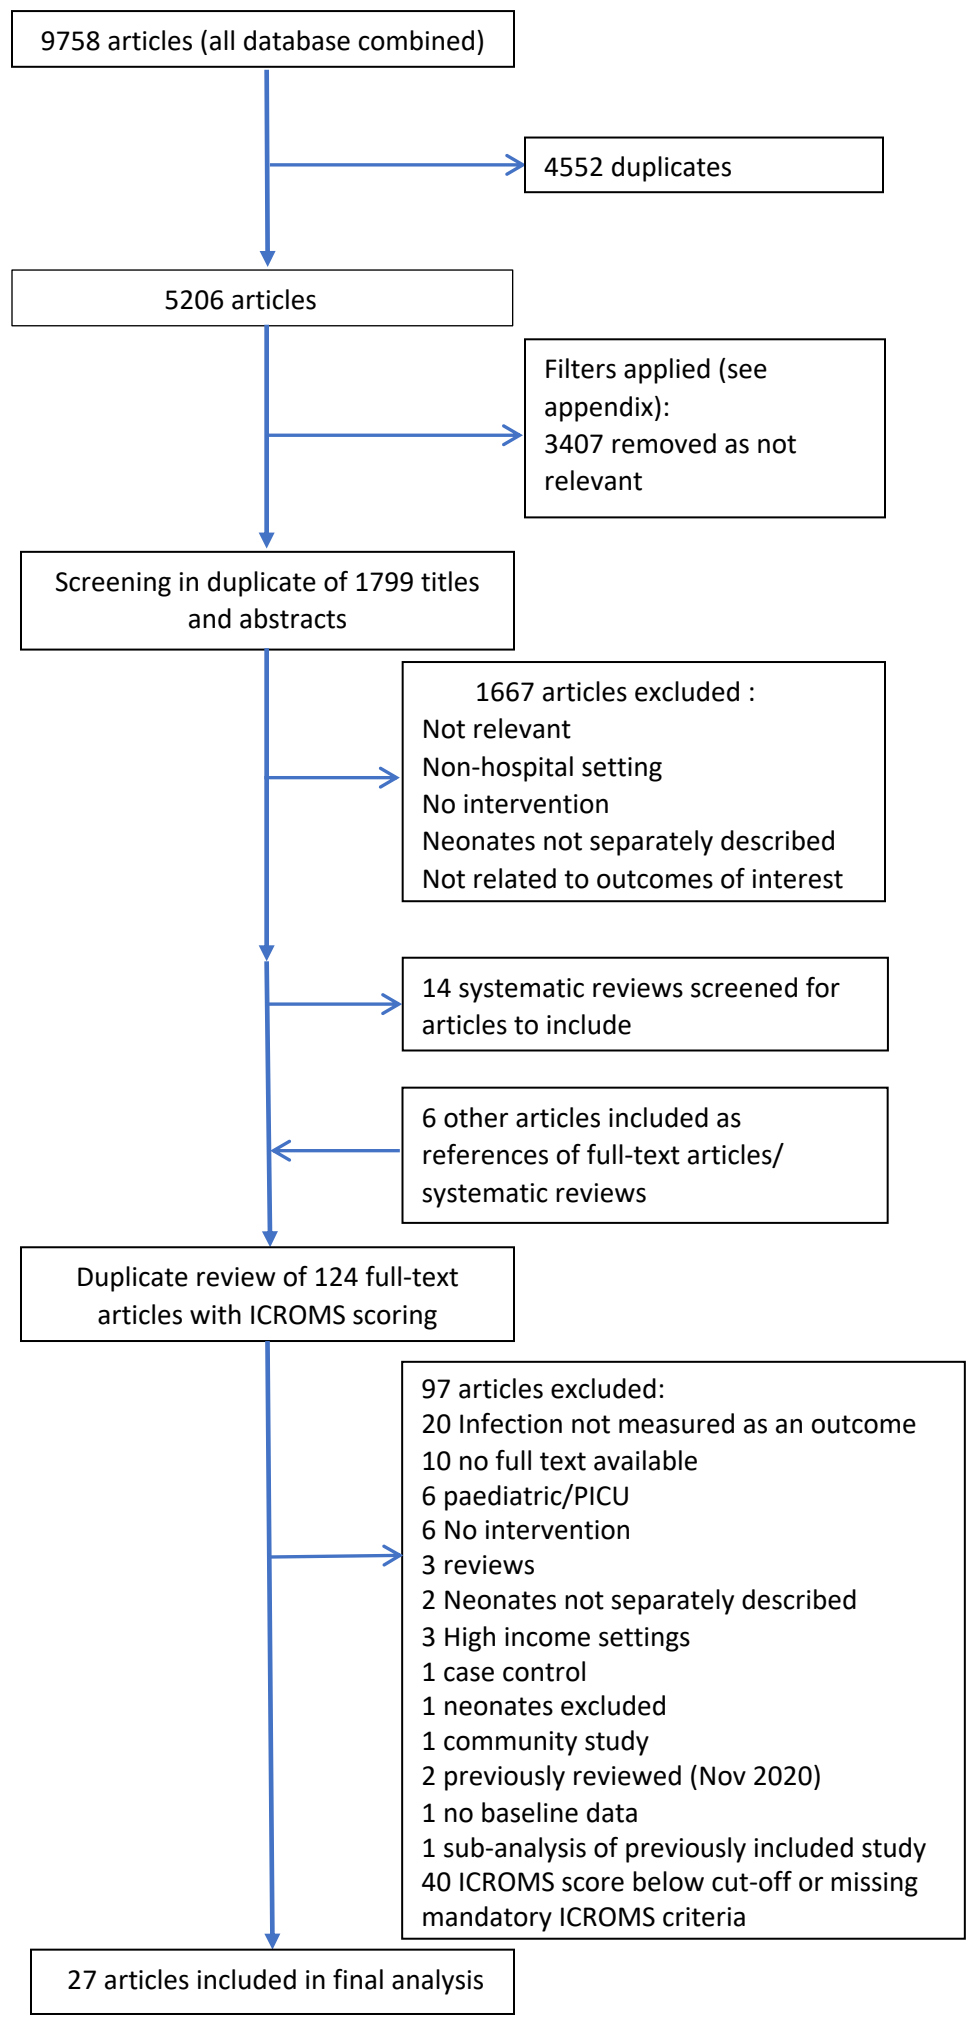 9758 articles (all database combined)
4552 duplicates
5206 articles
Filters applied (see
appendix):
3407 removed as not
relevant
Screening in duplicate of 1799 titles
and abstracts
1667 articles excluded :
Not relevant
Non-hospital setting
No intervention
Neonates not separately described
Not related to outcomes of interest
14 systematic reviews screened for
articles to include
6 other articles included as
references of full-text articles/
systematic reviews
Duplicate review of 124 full-text
articles with ICROMS scoring
97 articles excluded:
20 Infection not measured as an outcome
10 no full text available
6 paediatric/PICU
6 No intervention
3 reviews
2 Neonates not separately described
3 High income settings
1 case control
1 neonates excluded
1 community study
2 previously reviewed (Nov 2020)
1 no baseline data
1 sub-analysis of previously included study
40 ICROMS score below cut-off or missing
mandatory ICROMS criteria
27 articles included in final analysis